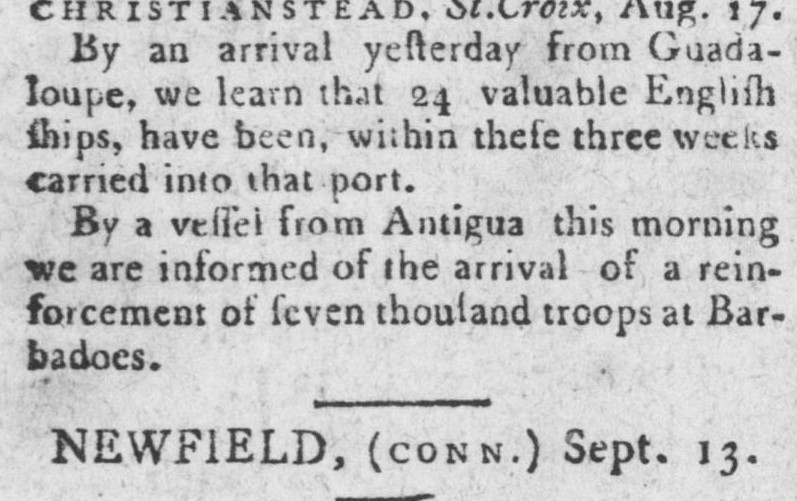 CHRISTIANSTEAD, St.Croix, Aug. 17.
By an arrival yeſterday from Guada-
loupe, we learn that 24 valuable Engliſh
ſhips, have been, within theſe three weeks
carried into that port.
By a veſſel from Antigua this morning
we are informed of the arrival of a rein-
forcement of ſeven thouſand troops at Bar-
badoes.
NEWFIELD, (CONN.) Sept. 13.